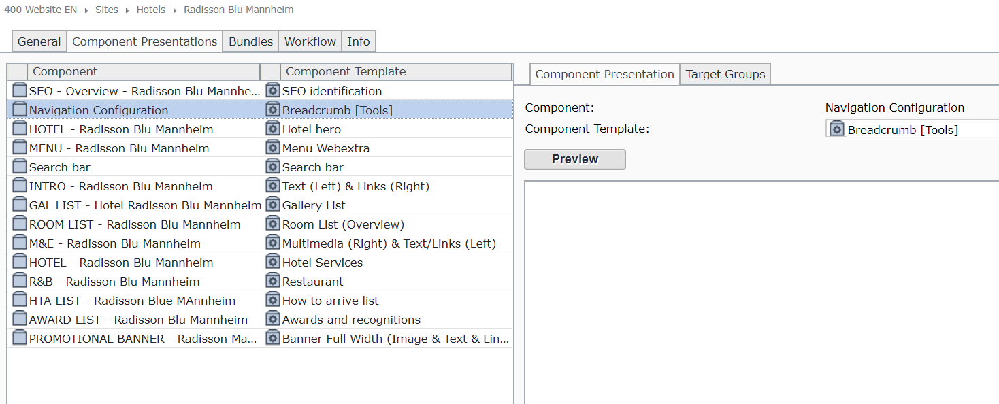 400 Website EN ▸ Sites ▸ Hotels ▸ Radisson Blu Mannheim
General Component Presentations Bundles Workflow Info
Component Component Template
SEO - Overview - Radisson Blu Mannhe... SEO identification
Navigation Configuration Breadcrumb [Tools]
HOTEL - Radisson Blu Mannheim Hotel hero
MENU - Radisson Blu Mannheim Menu Webextra
Search bar Search bar
INTRO - Radisson Blu Mannheim Text (Left) & Links (Right)
GAL LIST - Hotel Radisson Blu Mannheim Gallery List
ROOM LIST - Radisson Blu Mannheim Room List (Overview)
M&E - Radisson Blu Mannheim Multimedia (Right) & Text/Links (Left)
HOTEL - Radisson Blu Mannheim Hotel Services
R&B - Radisson Blu Mannheim Restaurant
HTA LIST - Radisson Blue MAnnheim How to arrive list
AWARD LIST - Radisson Blu Mannheim Awards and recognitions
PROMOTIONAL BANNER - Radisson Ma... Banner Full Width (Image & Text & Lin...
Component Presentation Target Groups
Component: Navigation Configuration
Component Template: Breadcrumb [Tools]
Preview